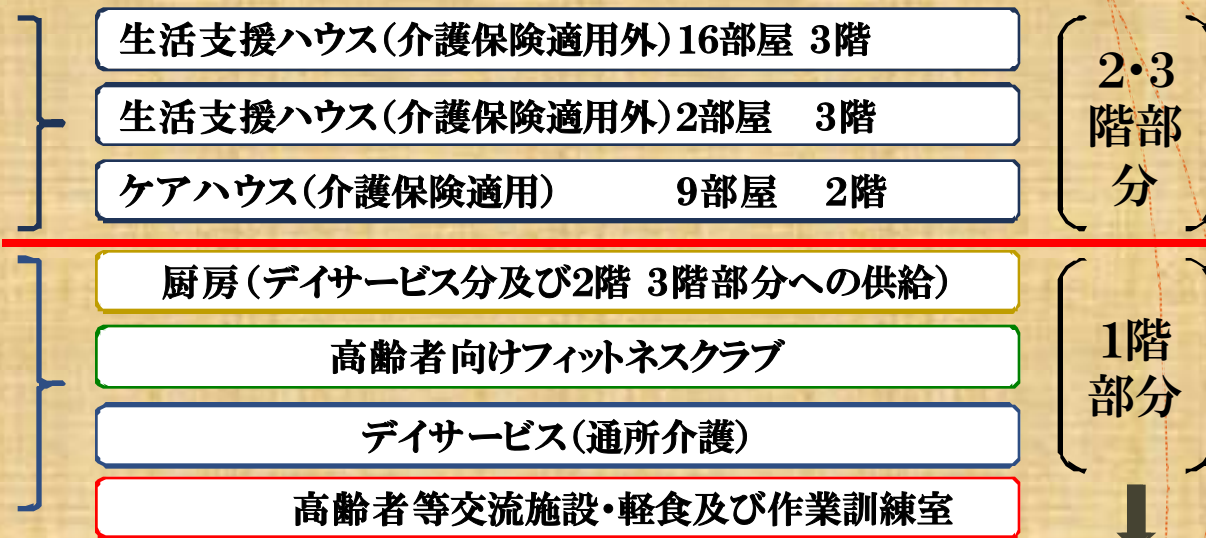 生活支援ハウス(介護保険適用外)16部屋 3階
生活支援ハウス(介護保険適用外)2部屋　3階
ケアハウス(介護保険適用)　　　9部屋　2階
2・3
階部
分
厨房(デイサービス分及び2階 3階部分への供給)
高齢者向けフィットネスクラブ
デイサービス(通所介護)
高齢者等交流施設・軽食及び作業訓練室
1階
部分